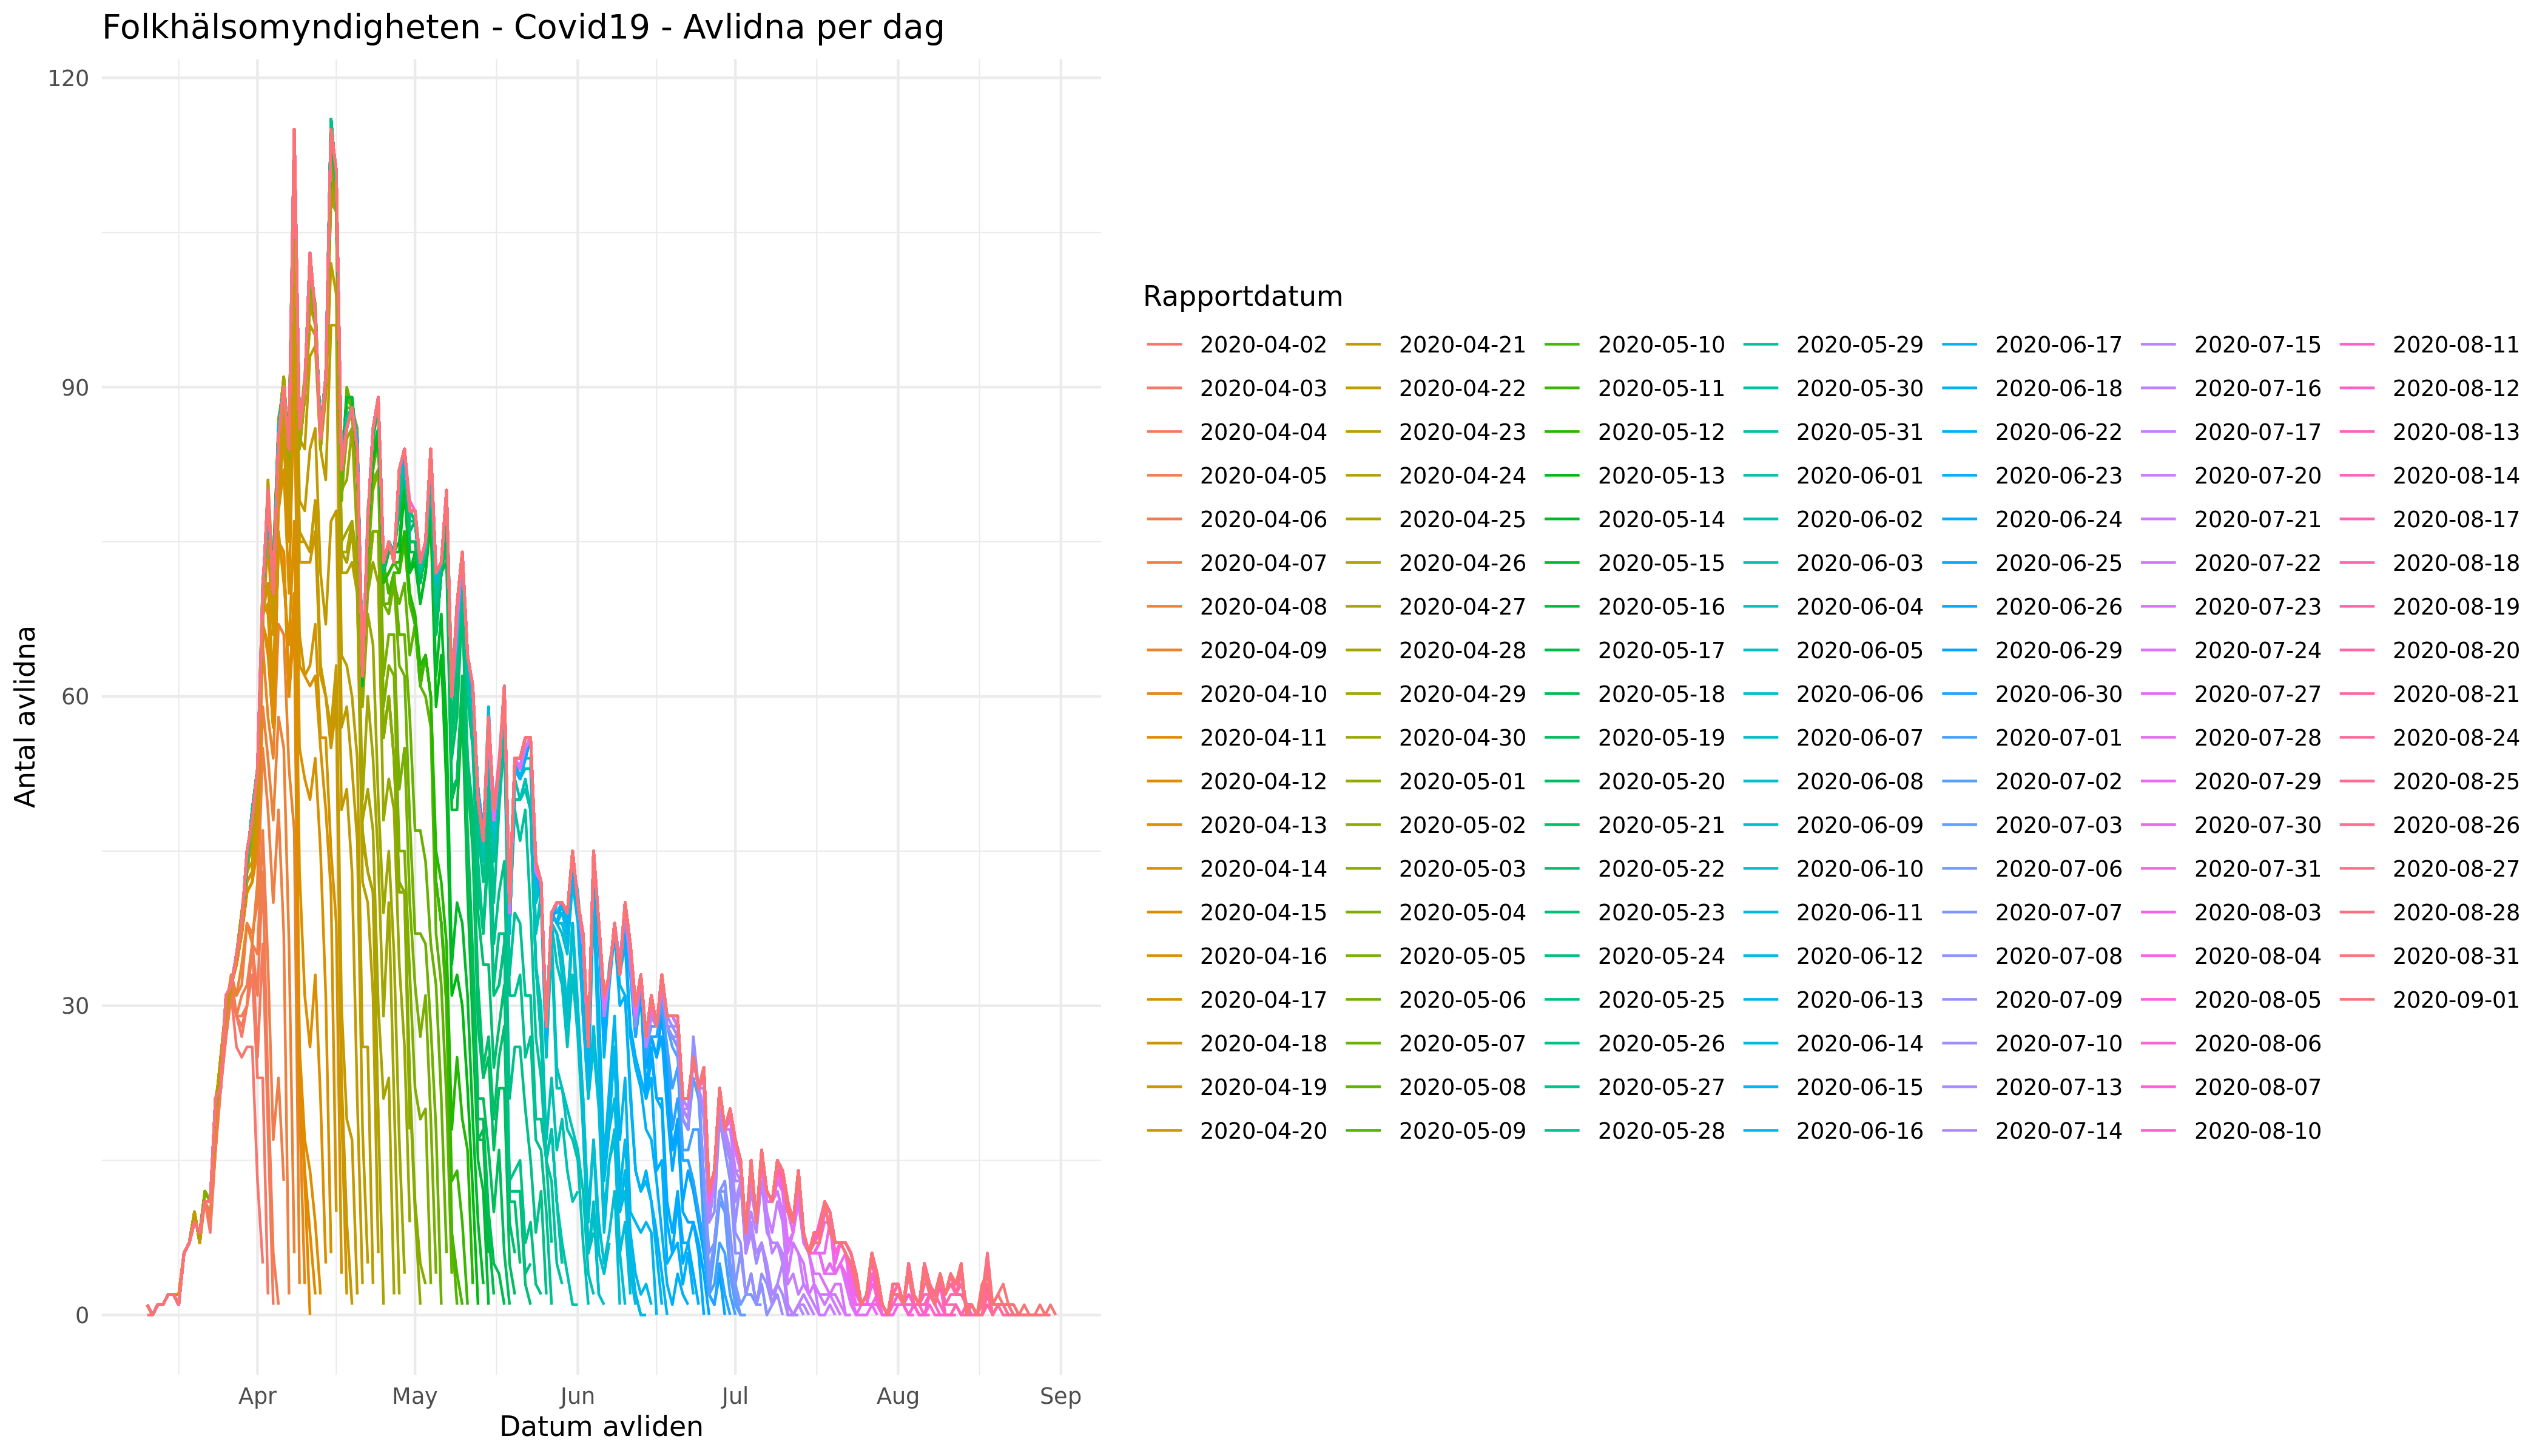 Folkhälsomyndigheten - Covid19 - Avlidna per dag
120
90
60
30
0
Antal avlidna
Apr May Jun Jul Aug Sep
Datum avliden
Rapportdatum
2020-04-02 2020-04-21 2020-05-10 2020-05-29 2020-06-17 2020-07-15 2020-08-11
2020-04-03 2020-04-22 2020-05-11 2020-05-30 2020-06-18 2020-07-16 2020-08-12
2020-04-04 2020-04-23 2020-05-12 2020-05-31 2020-06-22 2020-07-17 2020-08-13
2020-04-05 2020-04-24 2020-05-13 2020-06-01 2020-06-23 2020-07-20 2020-08-14
2020-04-06 2020-04-25 2020-05-14 2020-06-02 2020-06-24 2020-07-21 2020-08-17
2020-04-07 2020-04-26 2020-05-15 2020-06-03 2020-06-25 2020-07-22 2020-08-18
2020-04-08 2020-04-27 2020-05-16 2020-06-04 2020-06-26 2020-07-23 2020-08-19
2020-04-09 2020-04-28 2020-05-17 2020-06-05 2020-06-29 2020-07-24 2020-08-20
2020-04-10 2020-04-29 2020-05-18 2020-06-06 2020-06-30 2020-07-27 2020-08-21
2020-04-11 2020-04-30 2020-05-19 2020-06-07 2020-07-01 2020-07-28 2020-08-24
2020-04-12 2020-05-01 2020-05-20 2020-06-08 2020-07-02 2020-07-29 2020-08-25
2020-04-13 2020-05-02 2020-05-21 2020-06-09 2020-07-03 2020-07-30 2020-08-26
2020-04-14 2020-05-03 2020-05-22 2020-06-10 2020-07-06 2020-07-31 2020-08-27
2020-04-15 2020-05-04 2020-05-23 2020-06-11 2020-07-07 2020-08-03 2020-08-28
2020-04-16 2020-05-05 2020-05-24 2020-06-12 2020-07-08 2020-08-04 2020-08-31
2020-04-17 2020-05-06 2020-05-25 2020-06-13 2020-07-09 2020-08-05 2020-09-01
2020-04-18 2020-05-07 2020-05-26 2020-06-14 2020-07-10 2020-08-06
2020-04-19 2020-05-08 2020-05-27 2020-06-15 2020-07-13 2020-08-07
2020-04-20 2020-05-09 2020-05-28 2020-06-16 2020-07-14 2020-08-10